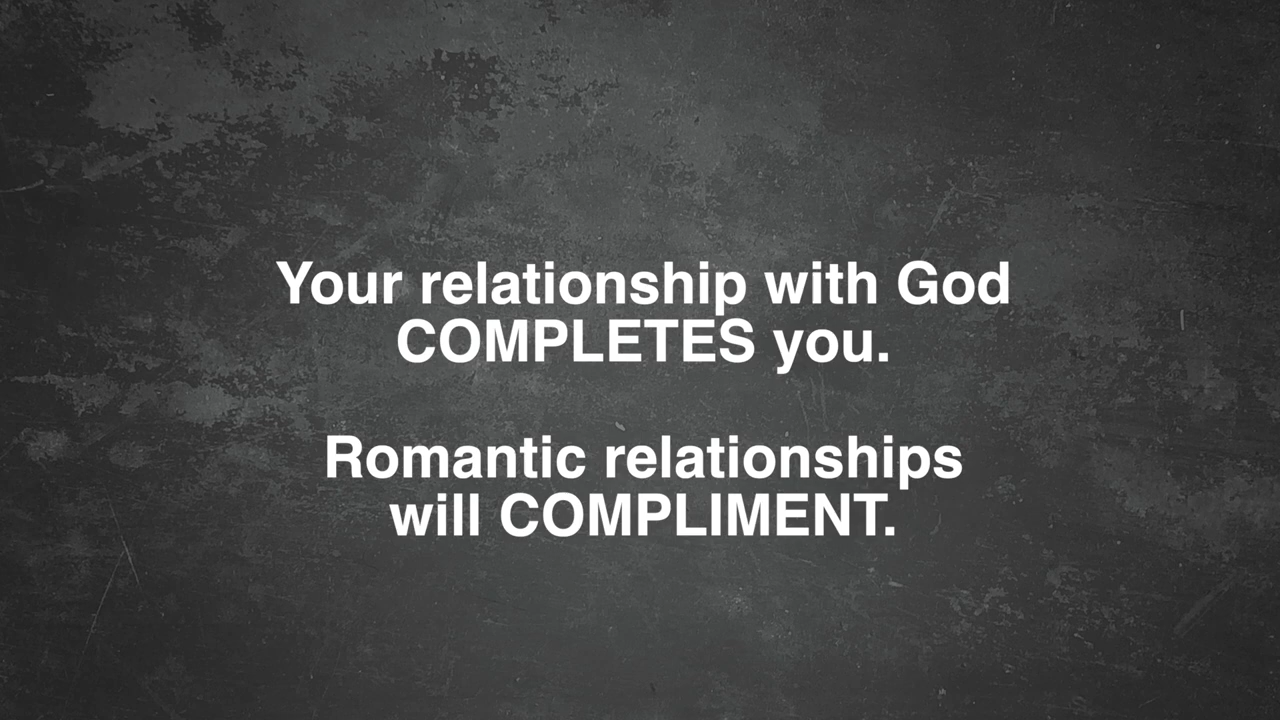 Your relationship with God
COMPLETES you.
Romantic relationships
will COMPLIMENT.